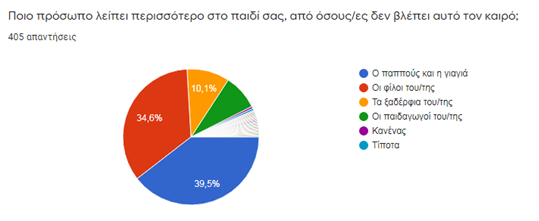 Ποιο πρόσωπο λείπει περισσότερο στο παιδί σας, από όσους/ες δεν βλέπει αυτό τον καιρό;
405 απαντήσεις
Ο παππούς και η γιαγιά
Οι φίλοι του/της
Τα ξαδέρφια του/της
Οι παιδαγωγοί του/της
Κανένας
Τίποτα
10,1%
34,6%
39,5%